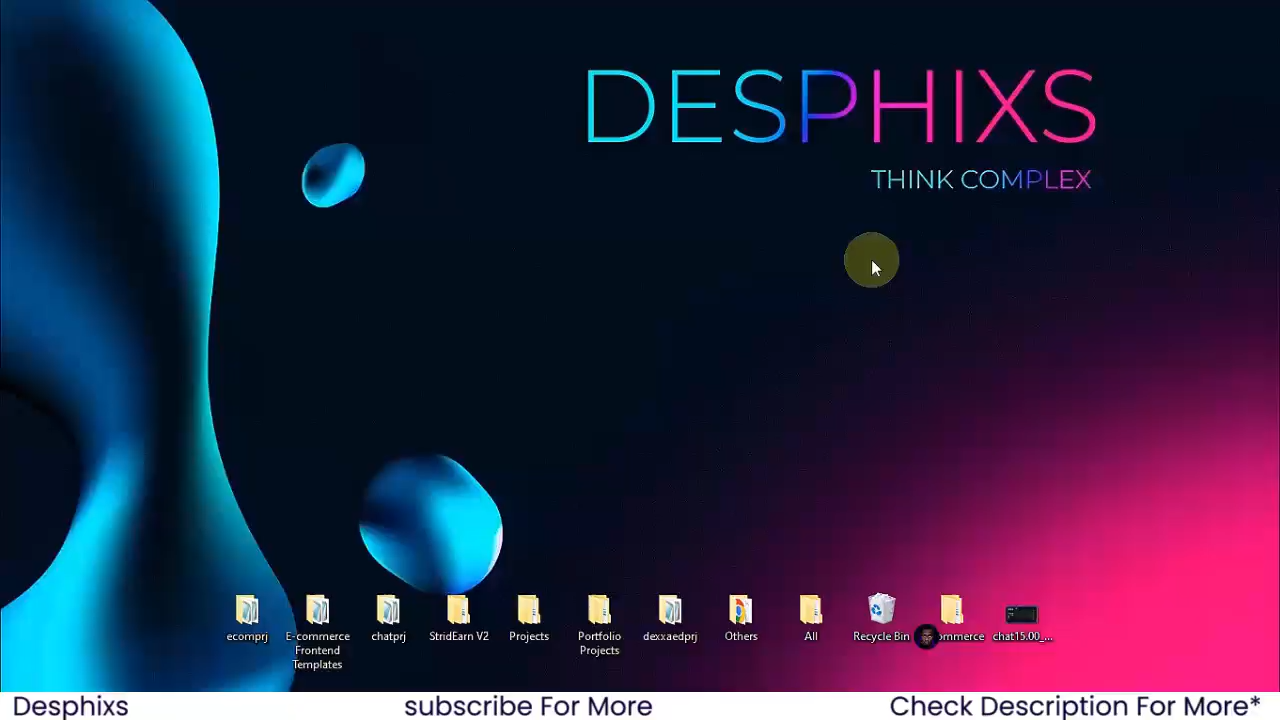 DESPHIXS
THINK COMPLEX
ecomprj
E-commerce
Frontend
Templates
chatprj
StridEarn V2
Projects
Portfolio
Projects
dexxaedprj
Others
All
Recycle Bin
ommerce
chat15.00_...
Desphixs
subscribe For More
Check Description For More*